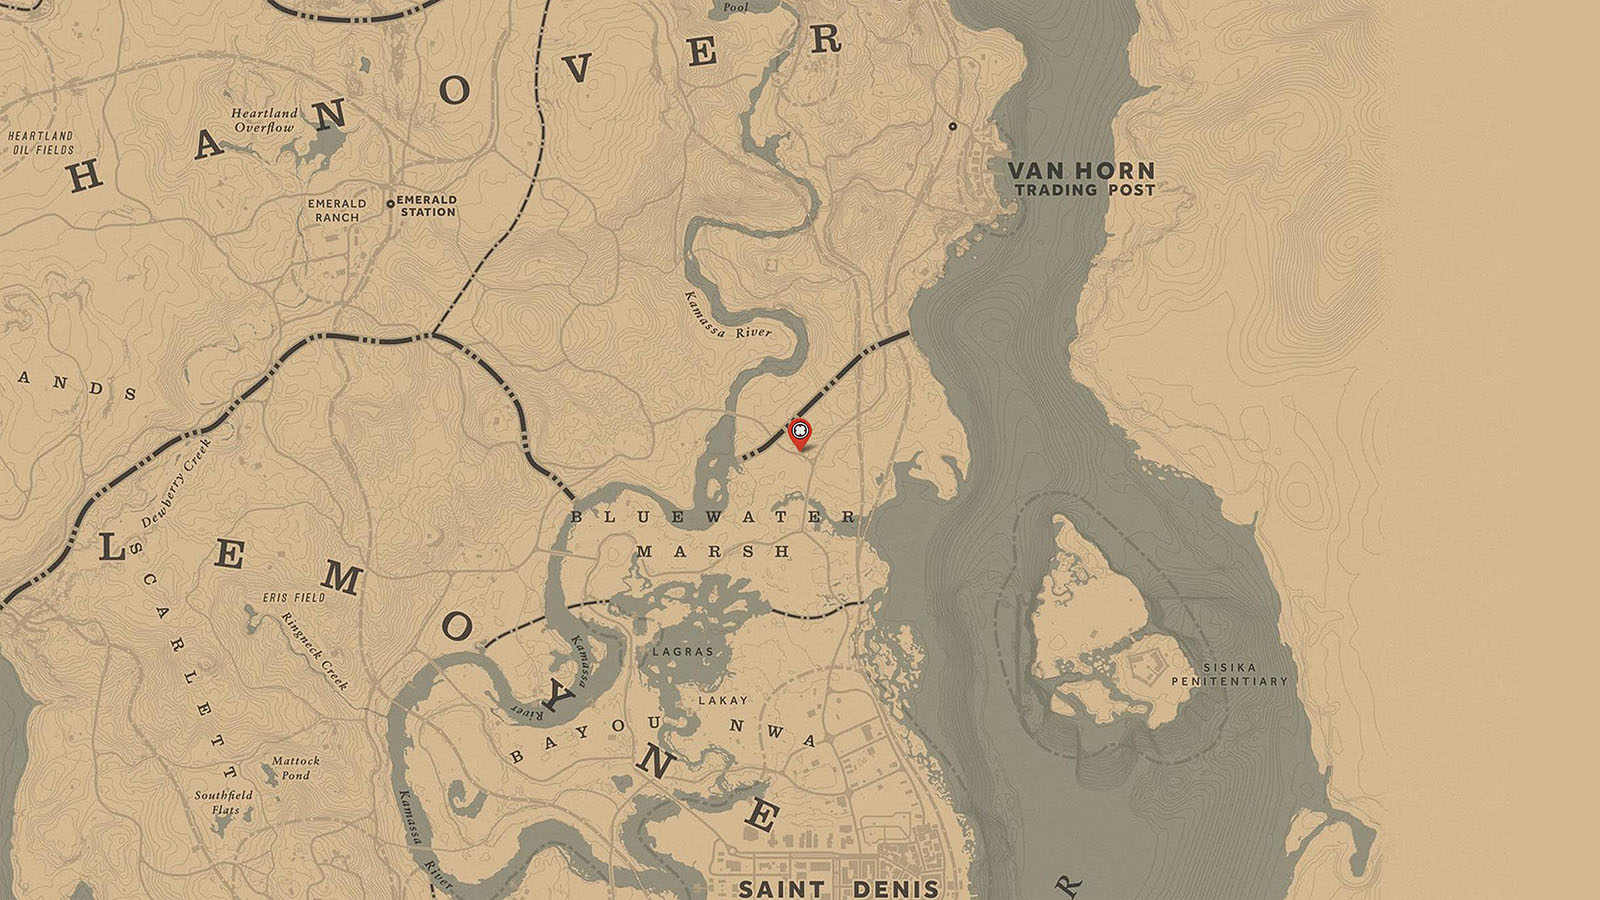 Pool
HANOVER
Heartland
Overflow
HEARTLAND
OIL FIELDS
VAN HORN
TRADING POST
EMERALD
RANCH
EMERALD
STATION
Kamassa River
ANDS
Dewberry Creek
BLUEWATER
MARSH
LEMOYNE
SCARLETT
ERIS FIELD
Ringneck Creek
Kamassa
River
LAGRAS
SISIKA
PENITENTIARY
LAKAY
BAYOU NWA
Mattock
Pond
Southfield
Flats
Kamassa
River
SAINT DENIS
R